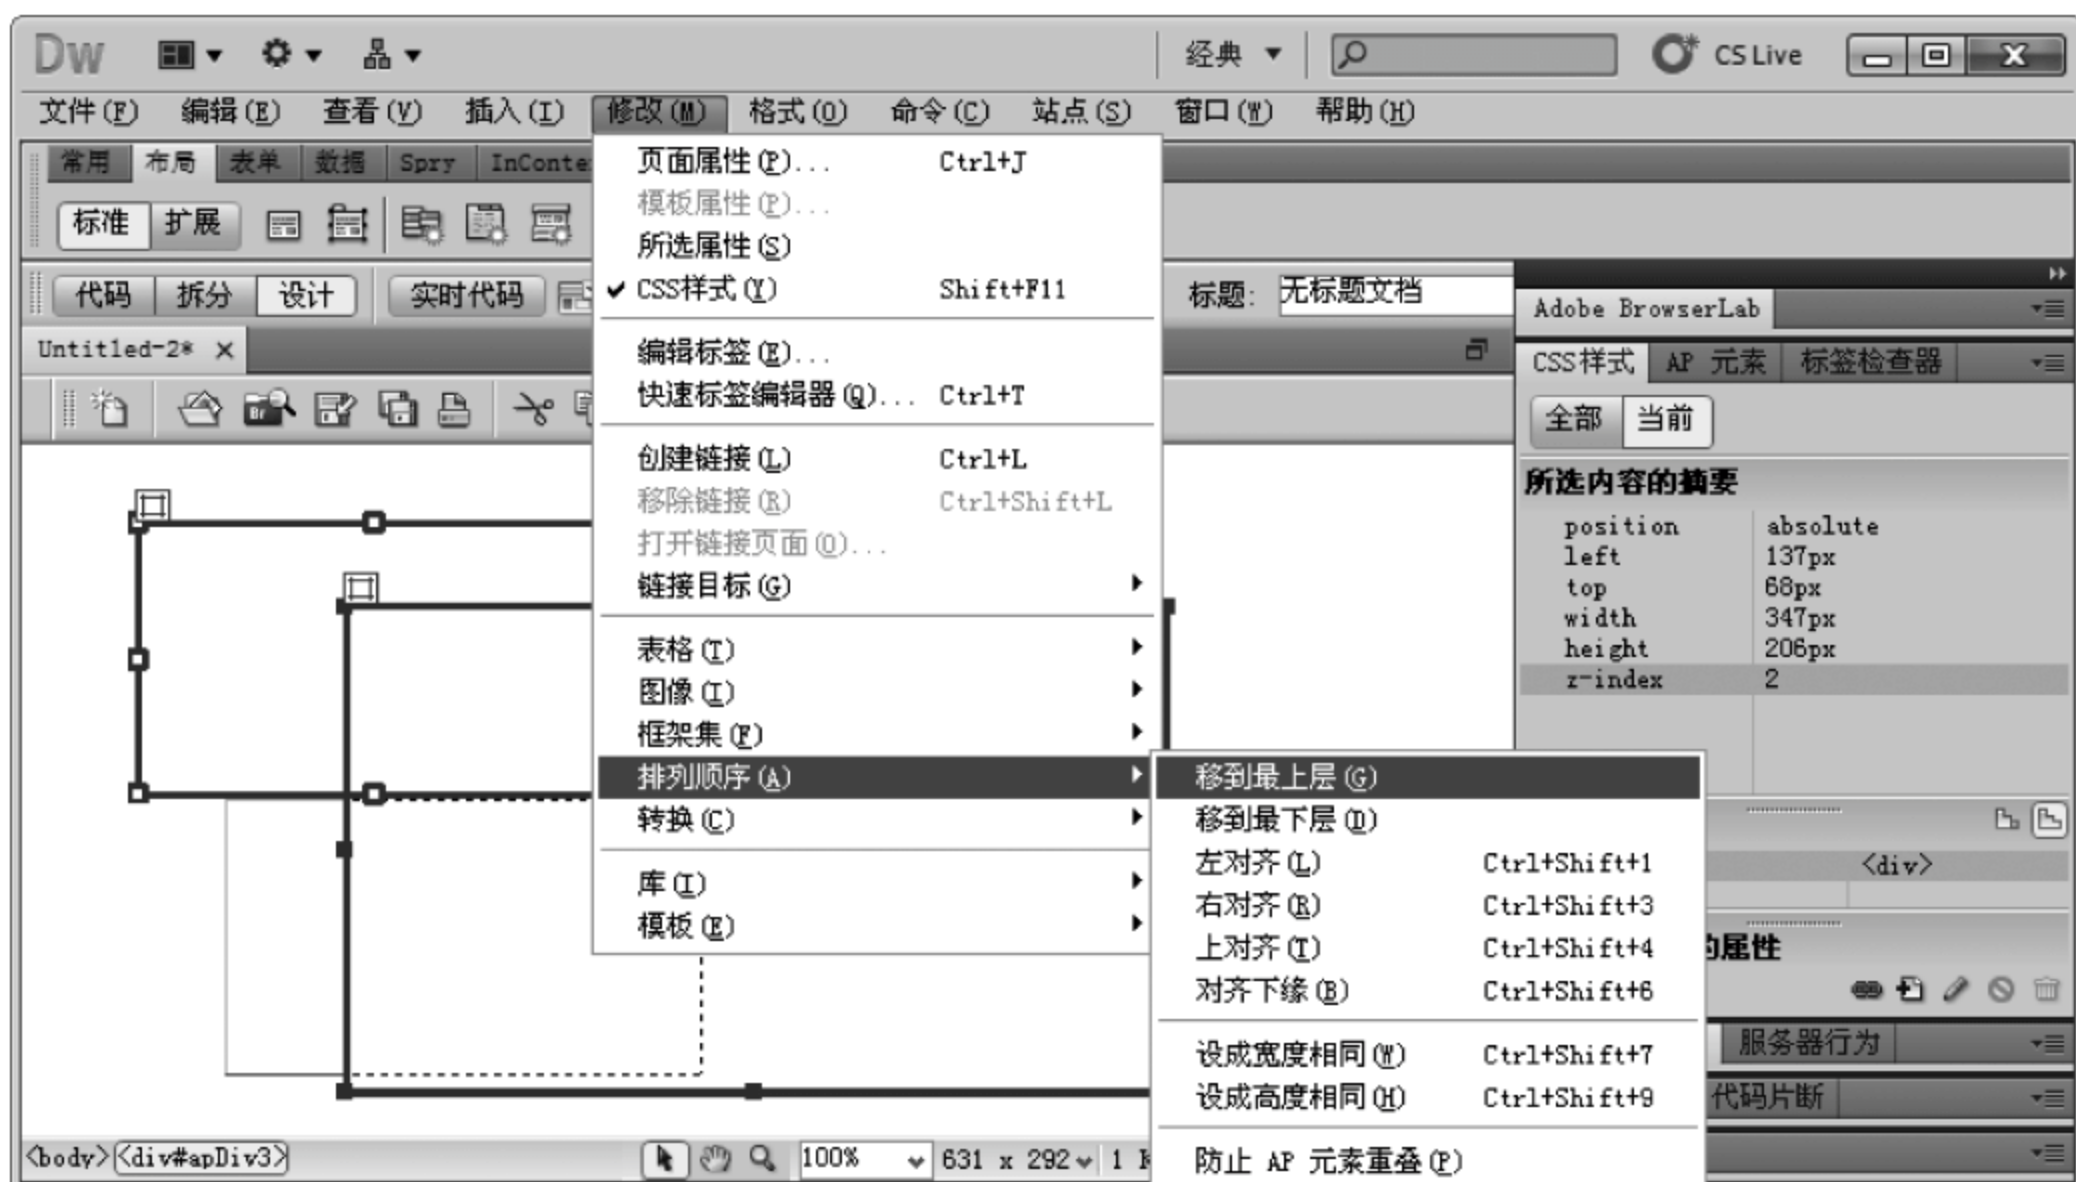 Dw 经典 CS Live
文件(F) 编辑(E) 查看(V) 插入(I) 修改(M) 格式(O) 命令(C) 站点(S) 窗口(W) 帮助(H)
常用 布局 表单 数据 Spry InConte
标准 扩展
代码 拆分 设计 实时代码 标题: 无标题文档
Untitled-2*
Br
页面属性(P)... Ctrl+J
模板属性(P)...
所选属性(S)
CSS样式(Y) Shift+F11
编辑标签(E)...
快速标签编辑器(Q)... Ctrl+T
创建链接(L) Ctrl+L
移除链接(R) Ctrl+Shift+L
打开链接页面(O)...
链接目标(G)
表格(T)
图像(I)
框架集(F)
排列顺序(A)
转换(C)
库(I)
模板(E)
移到最上层(G)
移到最下层(D)
左对齐(L) Ctrl+Shift+1
右对齐(R) Ctrl+Shift+3
上对齐(T) Ctrl+Shift+4
对齐下缘(B) Ctrl+Shift+6
设成宽度相同(W) Ctrl+Shift+7
设成高度相同(H) Ctrl+Shift+9
防止 AP 元素重叠(P)
Adobe BrowserLab
CSS样式 AP 元素 标签检查器
全部 当前
所选内容的摘要
position absolute
left 137px
top 68px
width 347px
height 206px
z-index 2
<div>
的属性
服务器行为
代码片断
<body> <div#apDiv3> 100% 631 x 292 1 K